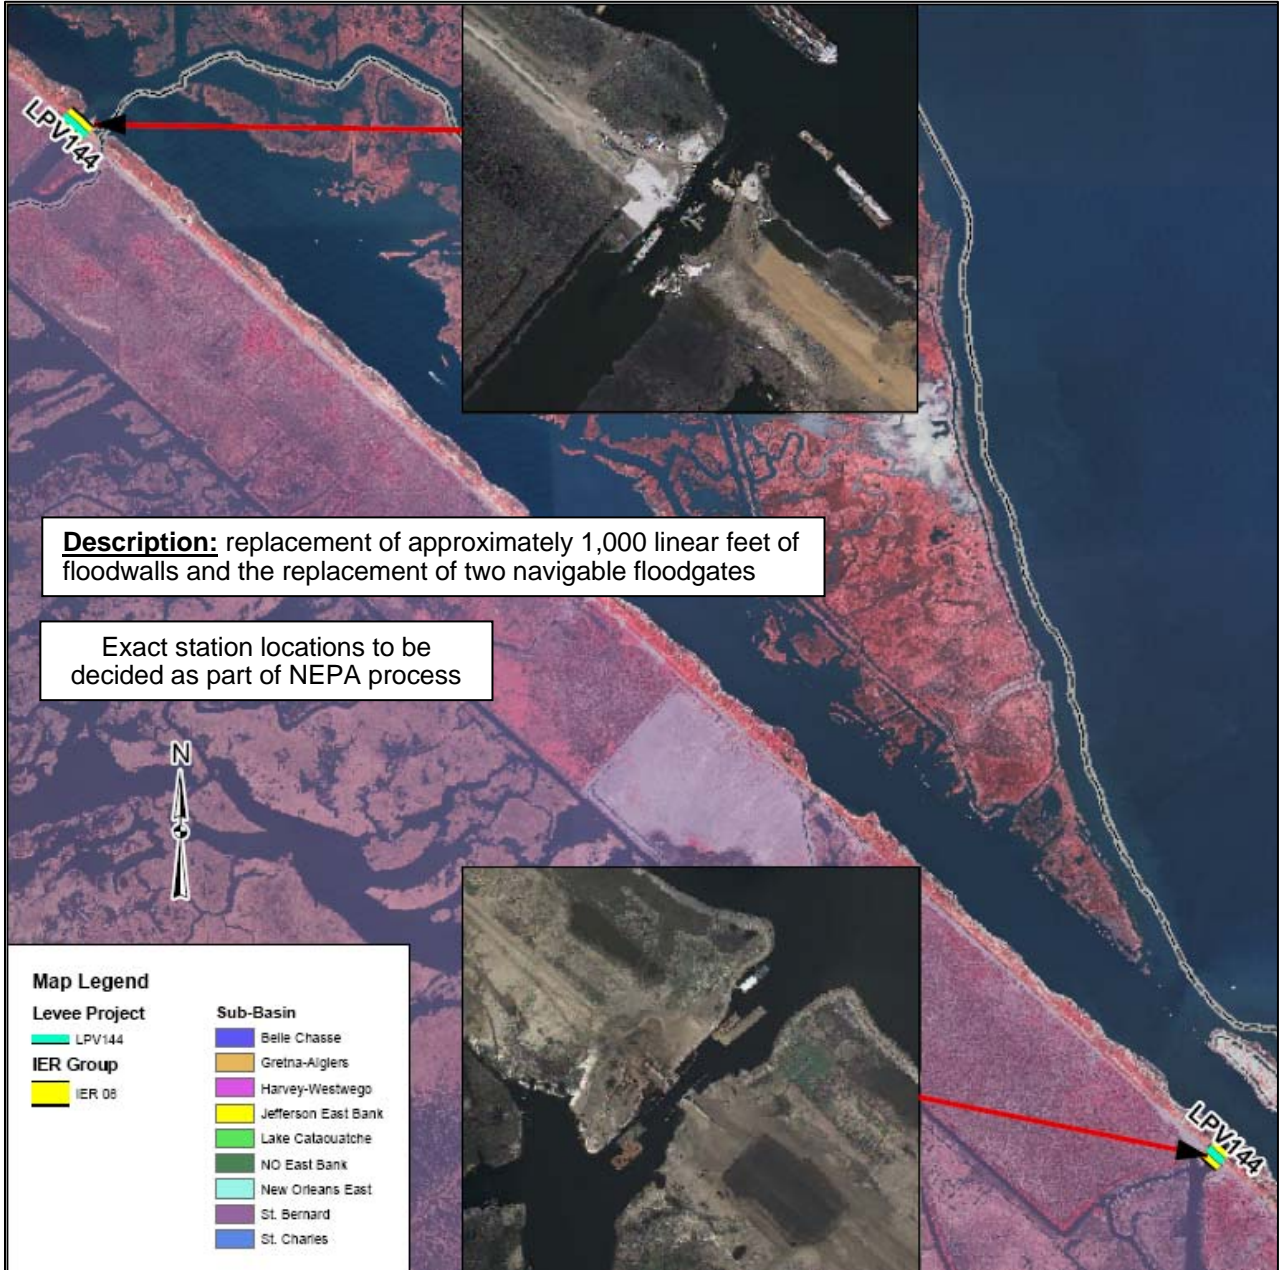 LPV144
Description: replacement of approximately 1,000 linear feet of
floodwalls and the replacement of two navigable floodgates
Exact station locations to be
decided as part of NEPA process
N
Map Legend
Levee Project
LPV144
IER Group
IER 08
Sub-Basin
Belle Chasse
Gretna-Alglers
Harvey-Westwego
Jefferson East Bank
Lake Cataouatche
NO East Bank
New Orleans East
St. Bernard
St. Charles
LPV144